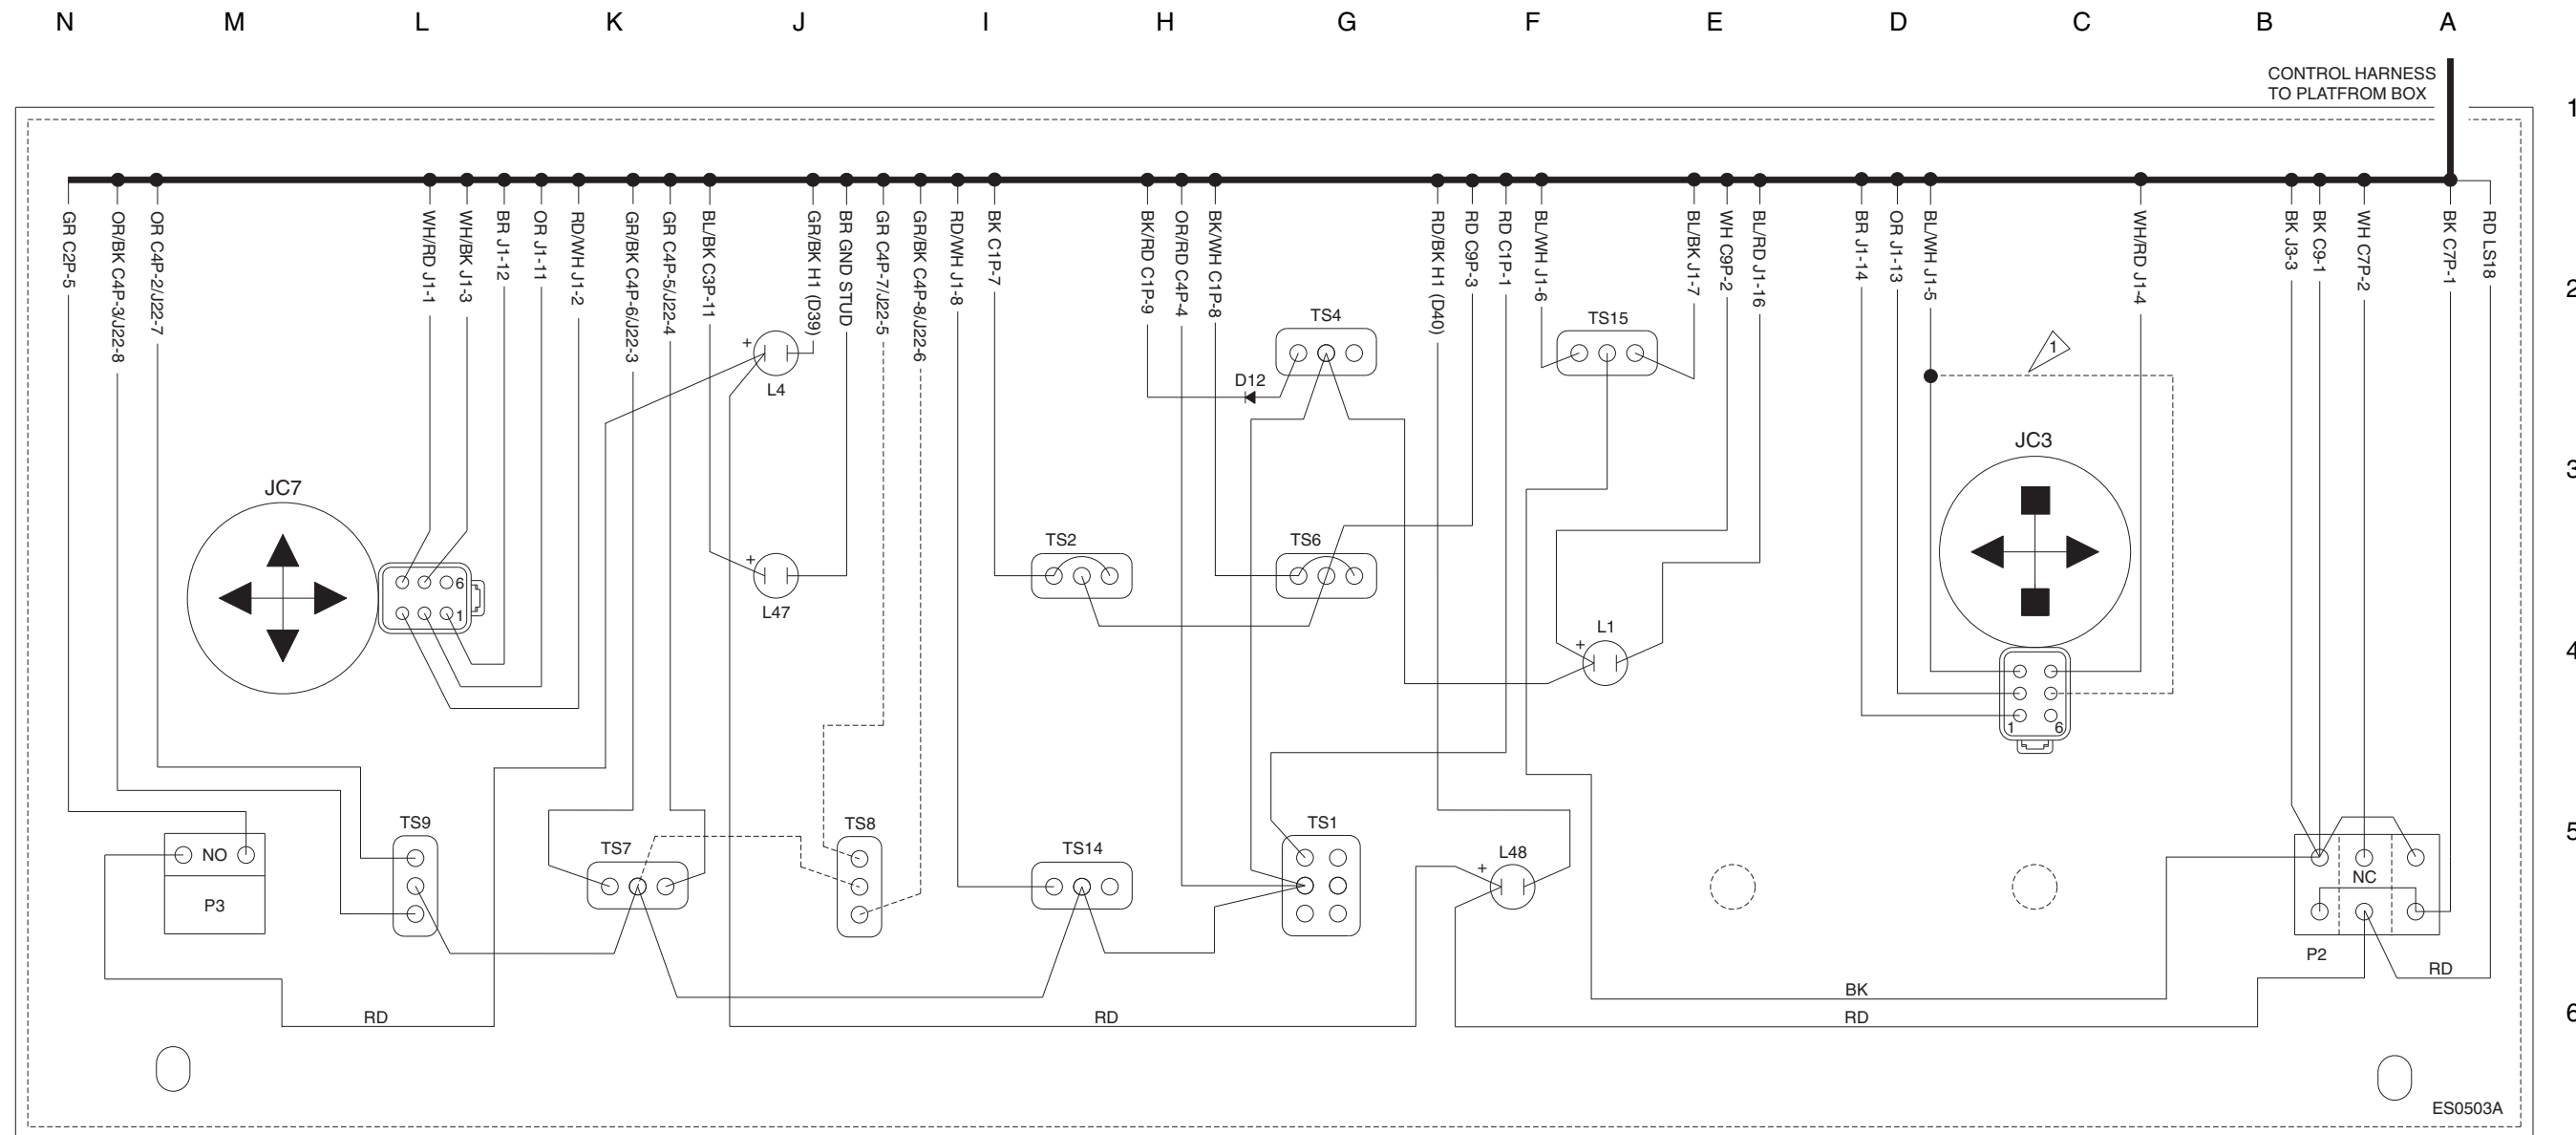 N M L K J I H G F E D C B A
CONTROL HARNESS
TO PLATFROM BOX
1
GR C2P-5
OR/BK C4P-3/J22-8
OR C4P-2/J22-7
WH/RD J1-1
WH/BK J1-3
BR J1-12
OR J1-11
RD/WH J1-2
GR/BK C4P-6/J22-3
GR C4P-5/J22-4
BL/BK C3P-11
GR/BK H1 (D39)
BR GND STUD
GR C4P-7/J22-5
GR/BK C4P-8/J22-6
RD/WH J1-8
BK C1P-7
BK/RD C1P-9
OR/RD C4P-4
BK/WH C1P-8
RD/BK H1 (D40)
RD C9P-3
RD C1P-1
BL/WH J1-6
BL/BK J1-7
WH C9P-2
BL/RD J1-16
BR J1-14
OR J1-13
BL/WH J1-5
WH/RD J1-4
BK J3-3
BK C9-1
WH C7P-2
BK C7P-1
RD LS18
2
TS4
TS15
+
L4
D12
1
JC3
3
JC7
TS2
TS6
+
L47
6
1
L1
+
4
1 6
TS9
TS8
TS1
5
NO
TS7
TS14
L48
+
NC
P3
P2
RD
BK
RD
RD
RD
6
ES0503A